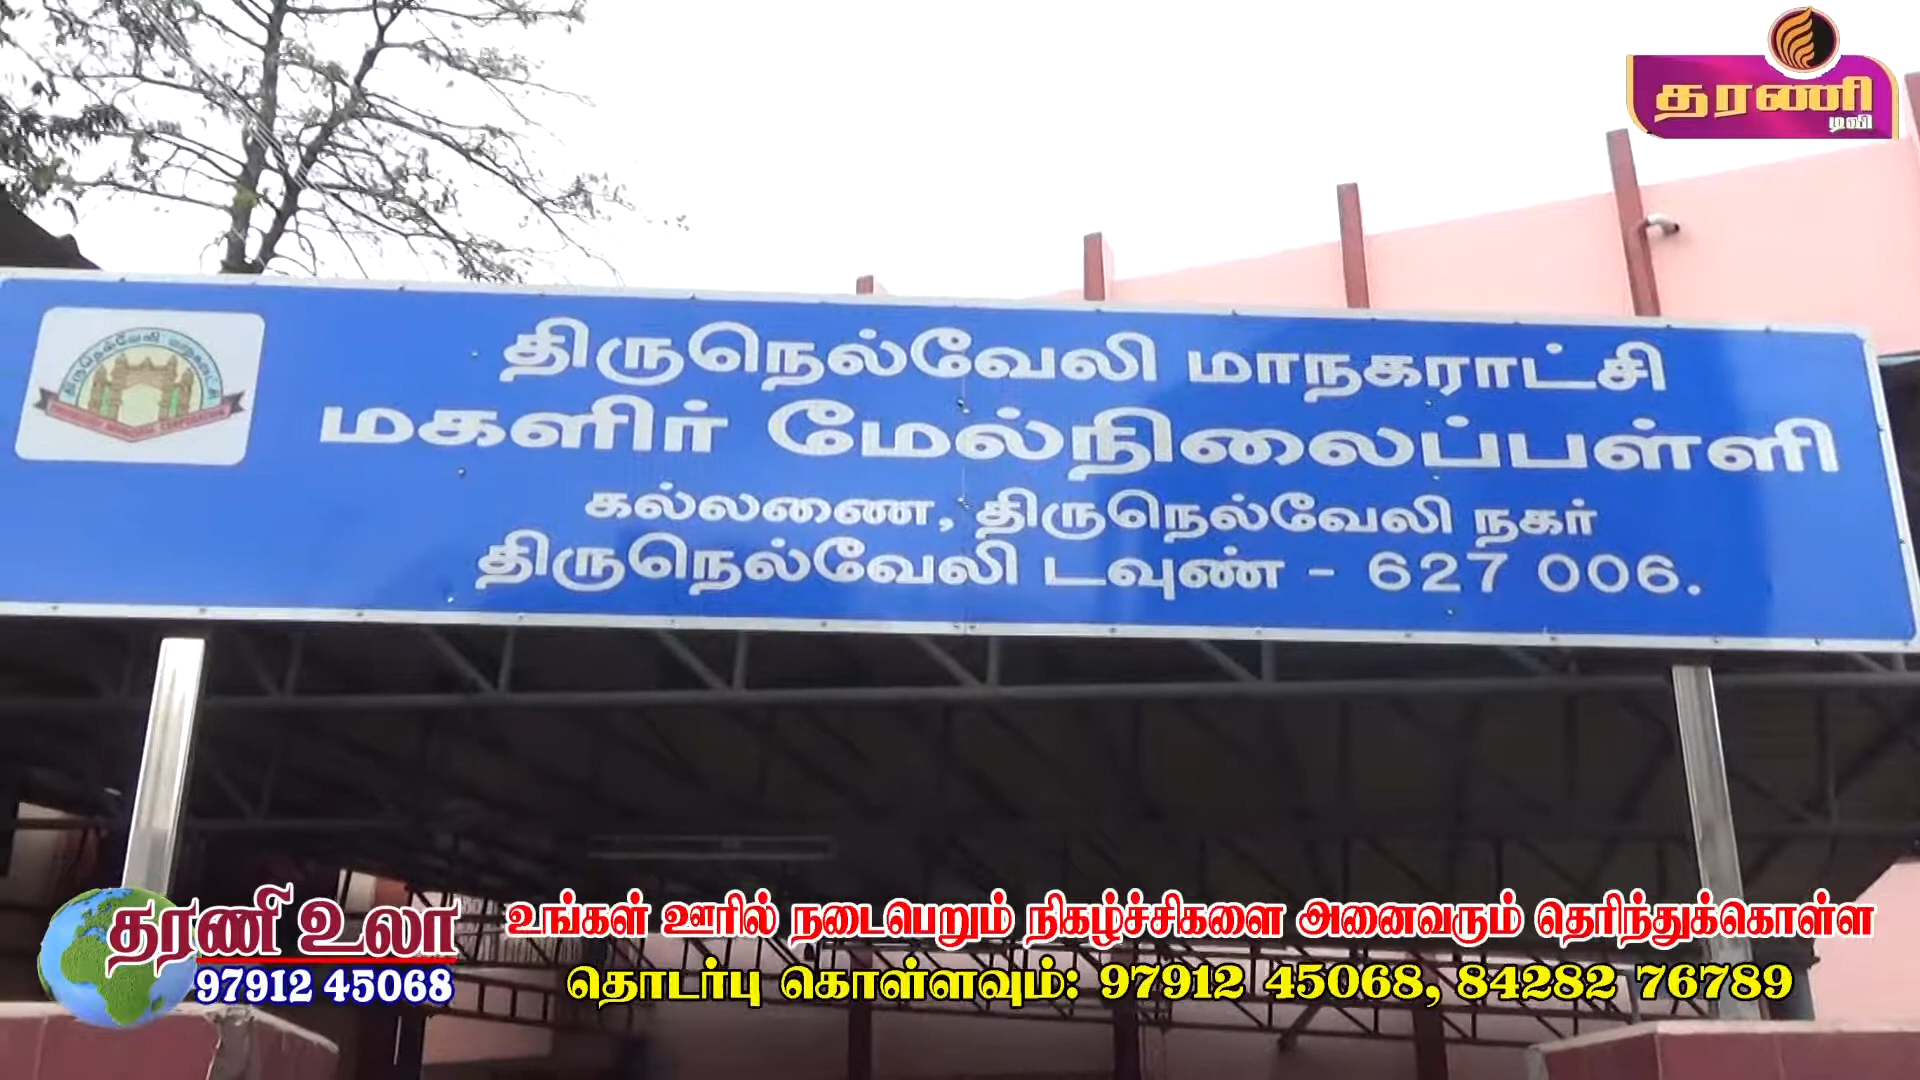 தரணி
டிவி
திருநெல்வேலி மாநகராட்சி
திருநெல்வேலி மாநகராட்சி
மகளிர் மேல்நிலைப்பள்ளி
கல்லணை, திருநெல்வேலி நகர்
திருநெல்வேலி டவுண் - 627 006.
தரணி உலா
97912 45068
உங்கள் ஊரில் நடைபெறும் நிகழ்ச்சிகளை அனைவரும் தெரிந்துக்கொள்ள
தொடர்பு கொள்ளவும்: 97912 45068, 84282 76789